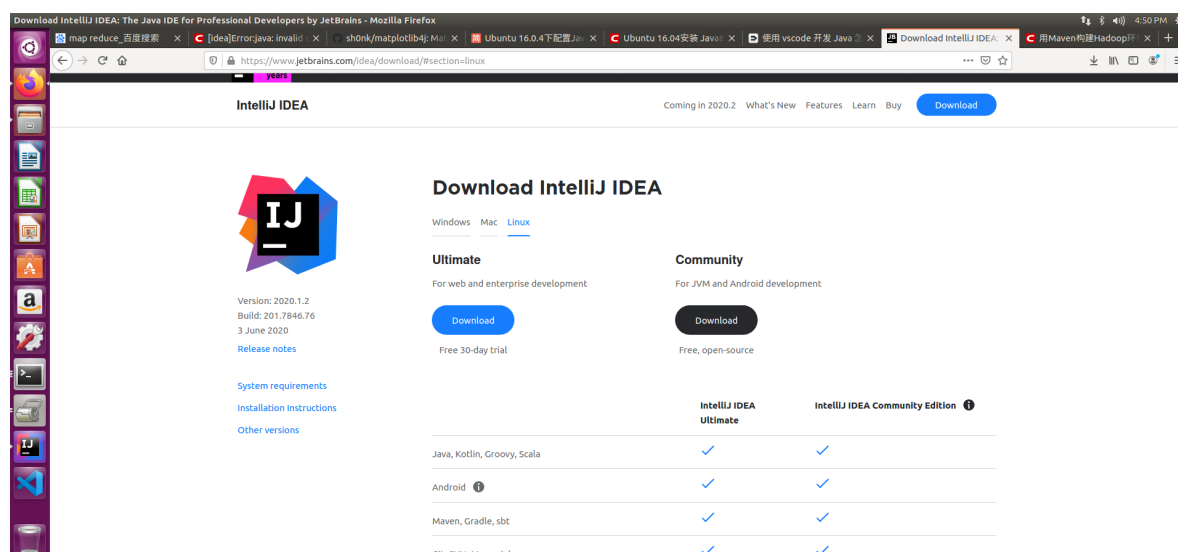 Download IntelliJ IDEA: The Java IDE for Professional Developers by JetBrains - Mozilla Firefox
4:50 PM
map reduce_百度搜索
[idea]Error:java: invalid
sh0nk/matplotlib4j: Mat
Ubuntu 16.0.4下配置Jav
Ubuntu 16.04安装 Java8
使用 vscode 开发 Java
Download IntelliJ IDEA:
用Maven构建Hadoop环
https://www.jetbrains.com/idea/download/#section=linux
years
IntelliJ IDEA
Coming in 2020.2 What's New Features Learn Buy Download
IJ
Download IntelliJ IDEA
Windows Mac Linux
Ultimate
Community
For web and enterprise development
For JVM and Android development
Version: 2020.1.2
Build: 201.7846.76
3 June 2020
Release notes
Download
Download
Free 30-day trial
Free, open-source
System requirements
Installation Instructions
Other versions
IntelliJ IDEA
Ultimate
IntelliJ IDEA Community Edition
Java, Kotlin, Groovy, Scala
Android
Maven, Gradle, sbt